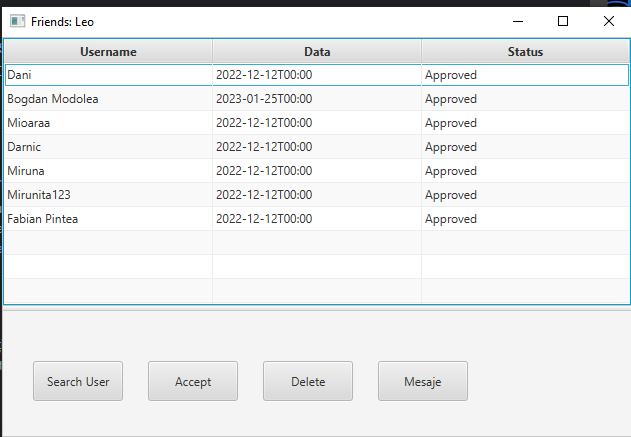 Friends: Leo
Username Data Status
Dani 2022-12-12T00:00 Approved
Bogdan Modolea 2023-01-25T00:00 Approved
Mioaraa 2022-12-12T00:00 Approved
Darnic 2022-12-12T00:00 Approved
Miruna 2022-12-12T00:00 Approved
Mirunita123 2022-12-12T00:00 Approved
Fabian Pintea 2022-12-12T00:00 Approved
Search User Accept Delete Mesaje